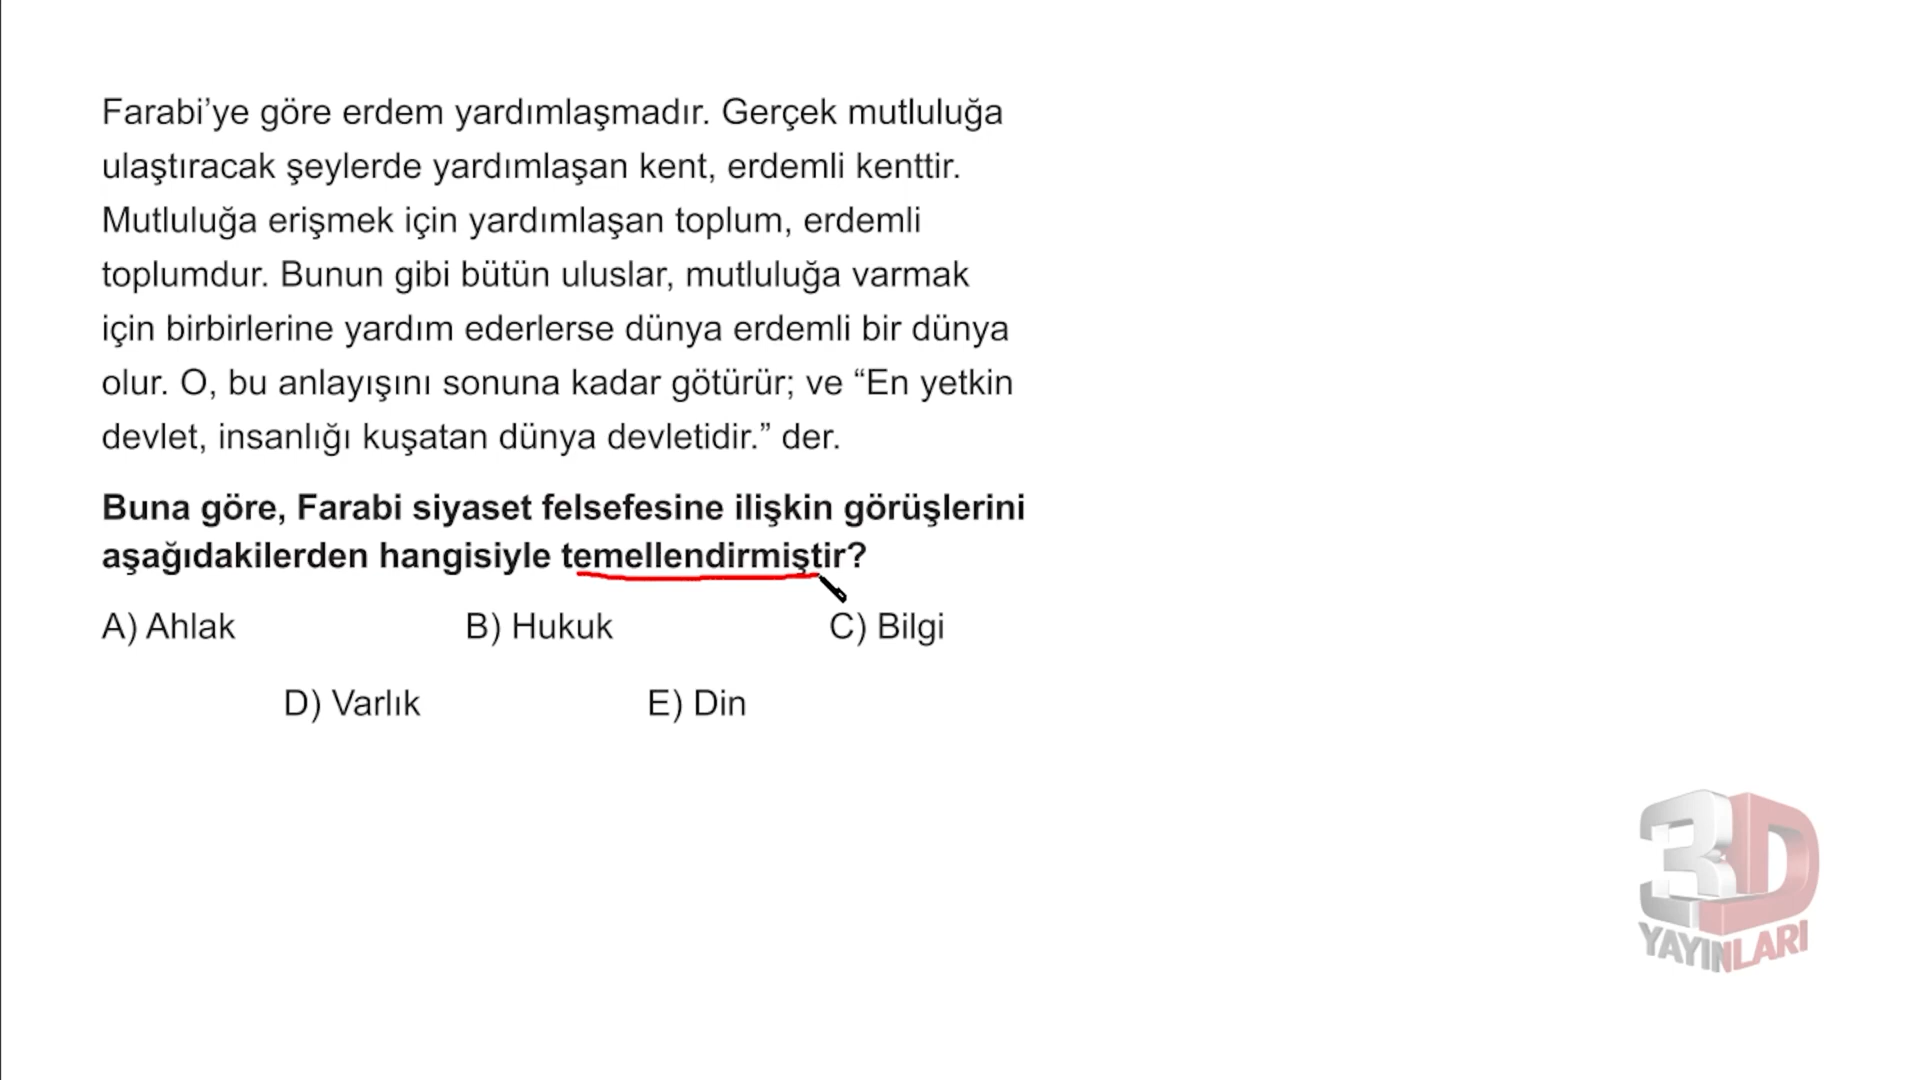 Farabi’ye göre erdem yardımlaşmadır. Gerçek mutluluğa
ulaştıracak şeylerde yardımlaşan kent, erdemli kenttir.
Mutluluğa erişmek için yardımlaşan toplum, erdemli
toplumdur. Bunun gibi bütün uluslar, mutluluğa varmak
için birbirlerine yardım ederlerse dünya erdemli bir dünya
olur. O, bu anlayışını sonuna kadar götürür; ve “En yetkin
devlet, insanlığı kuşatan dünya devletidir.” der.
Buna göre, Farabi siyaset felsefesine ilişkin görüşlerini
aşağıdakilerden hangisiyle temellendirmiştir?
A) Ahlak B) Hukuk C) Bilgi
D) Varlık E) Din
3D
YAYINLARI